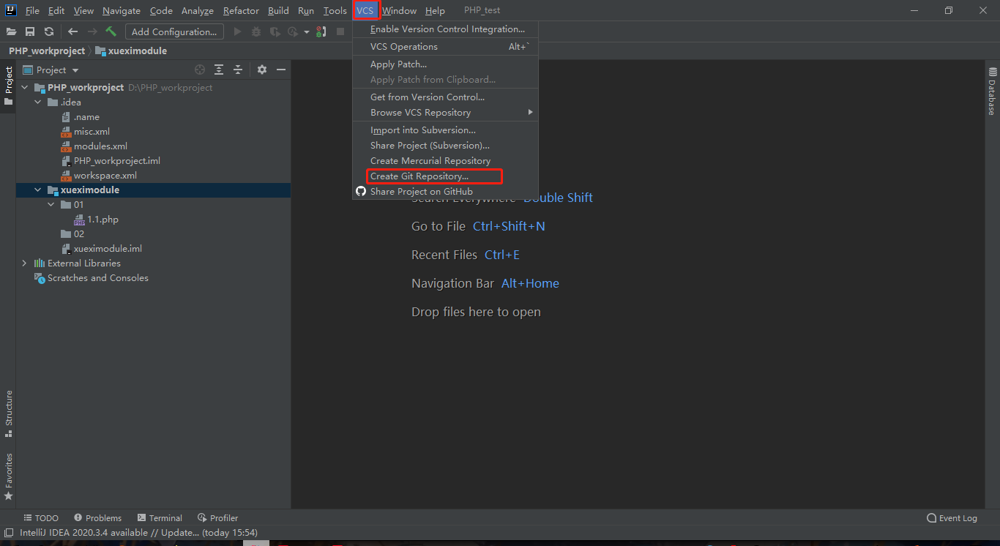 IJ File Edit View Navigate Code Analyze Refactor Build Run Tools VCS Window Help PHP_test
Add Configuration...
PHP_workproject xueximodule
Project
Project
PHP_workproject D:\PHP_workproject
.idea
.name
misc.xml
modules.xml
PHP_workproject.iml
workspace.xml
xueximodule
01
PHP 1.1.php
02
xueximodule.iml
External Libraries
Scratches and Consoles
Enable Version Control Integration...
VCS Operations Alt+`
Apply Patch...
Apply Patch from Clipboard...
Get from Version Control...
Browse VCS Repository
Import into Subversion...
Share Project (Subversion)...
Create Mercurial Repository
Create Git Repository...
Share Project on GitHub
Search Everywhere Double Shift
Go to File Ctrl+Shift+N
Recent Files Ctrl+E
Navigation Bar Alt+Home
Drop files here to open
Database
Structure
Favorites
TODO Problems Terminal Profiler Event Log
IntelliJ IDEA 2020.3.4 available // Update... (today 15:54)